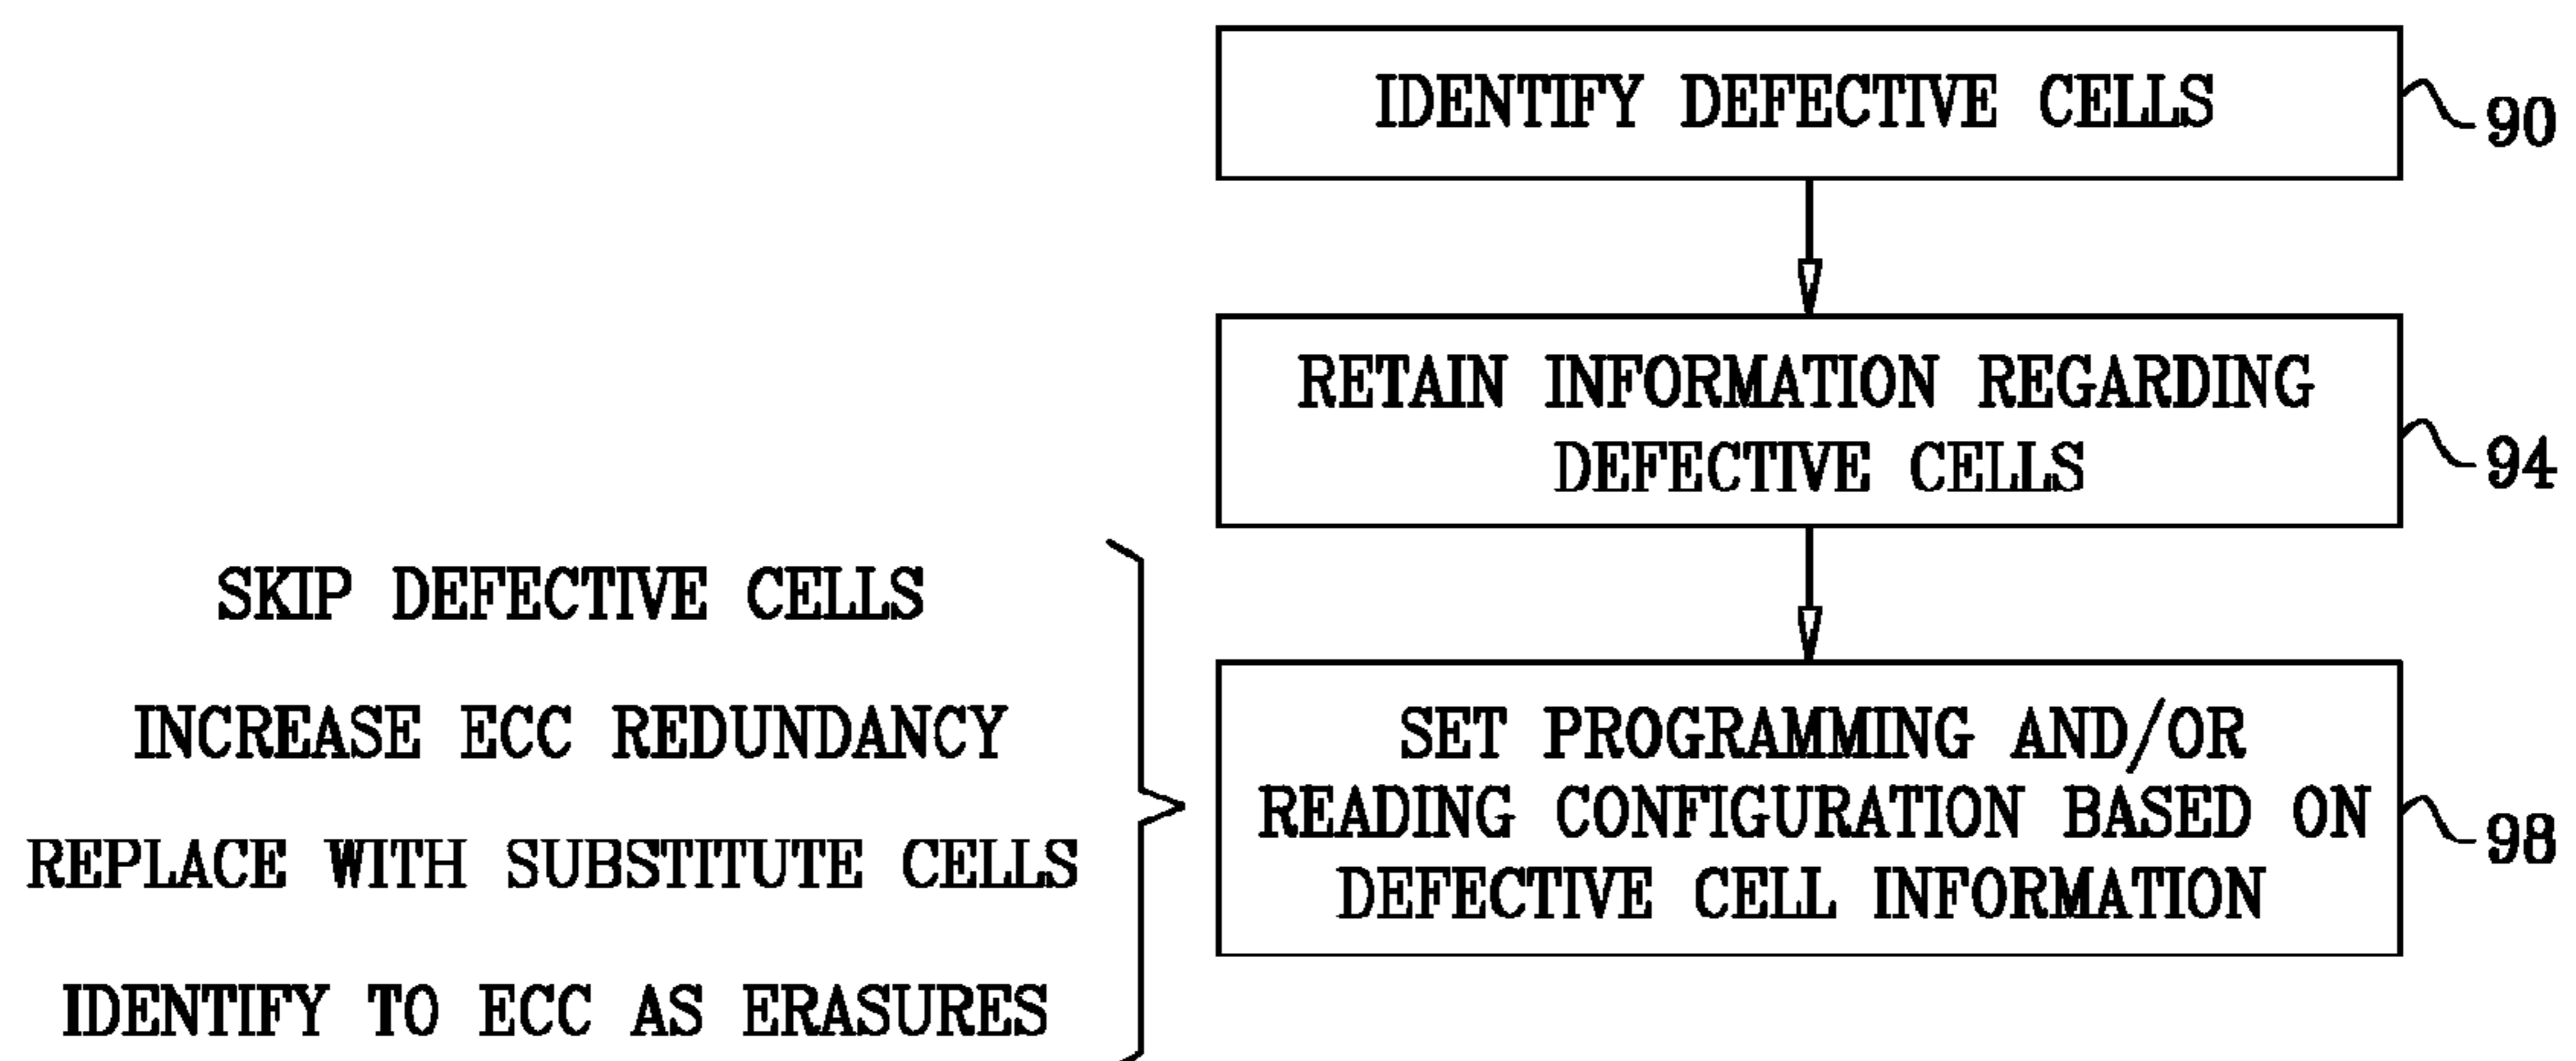 IDENTIFY DEFECTIVE CELLS
90
RETAIN INFORMATION REGARDING
DEFECTIVE CELLS
94
SKIP DEFECTIVE CELLS
INCREASE ECC REDUNDANCY
REPLACE WITH SUBSTITUTE CELLS
IDENTIFY TO ECC AS ERASURES
SET PROGRAMMING AND/OR
READING CONFIGURATION BASED ON
DEFECTIVE CELL INFORMATION
98